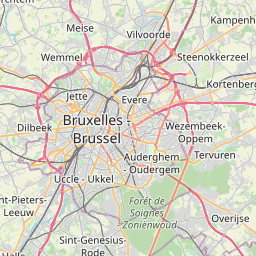 Kampenh
Meise
Vilvoorde
Wemmel
Steenokkerzeel
Kortenberg
Jette
Evere
Dilbeek
Bruxelles -
Brussel
Wezembeek-
Oppem
Auderghem
- Oudergem
Tervuren
Uccle - Ukkel
Sint-Pieters-
Leeuw
Forêt de
Soignes -
Zoniënwoud
Overijse
Sint-Genesius-
Rode
Halle